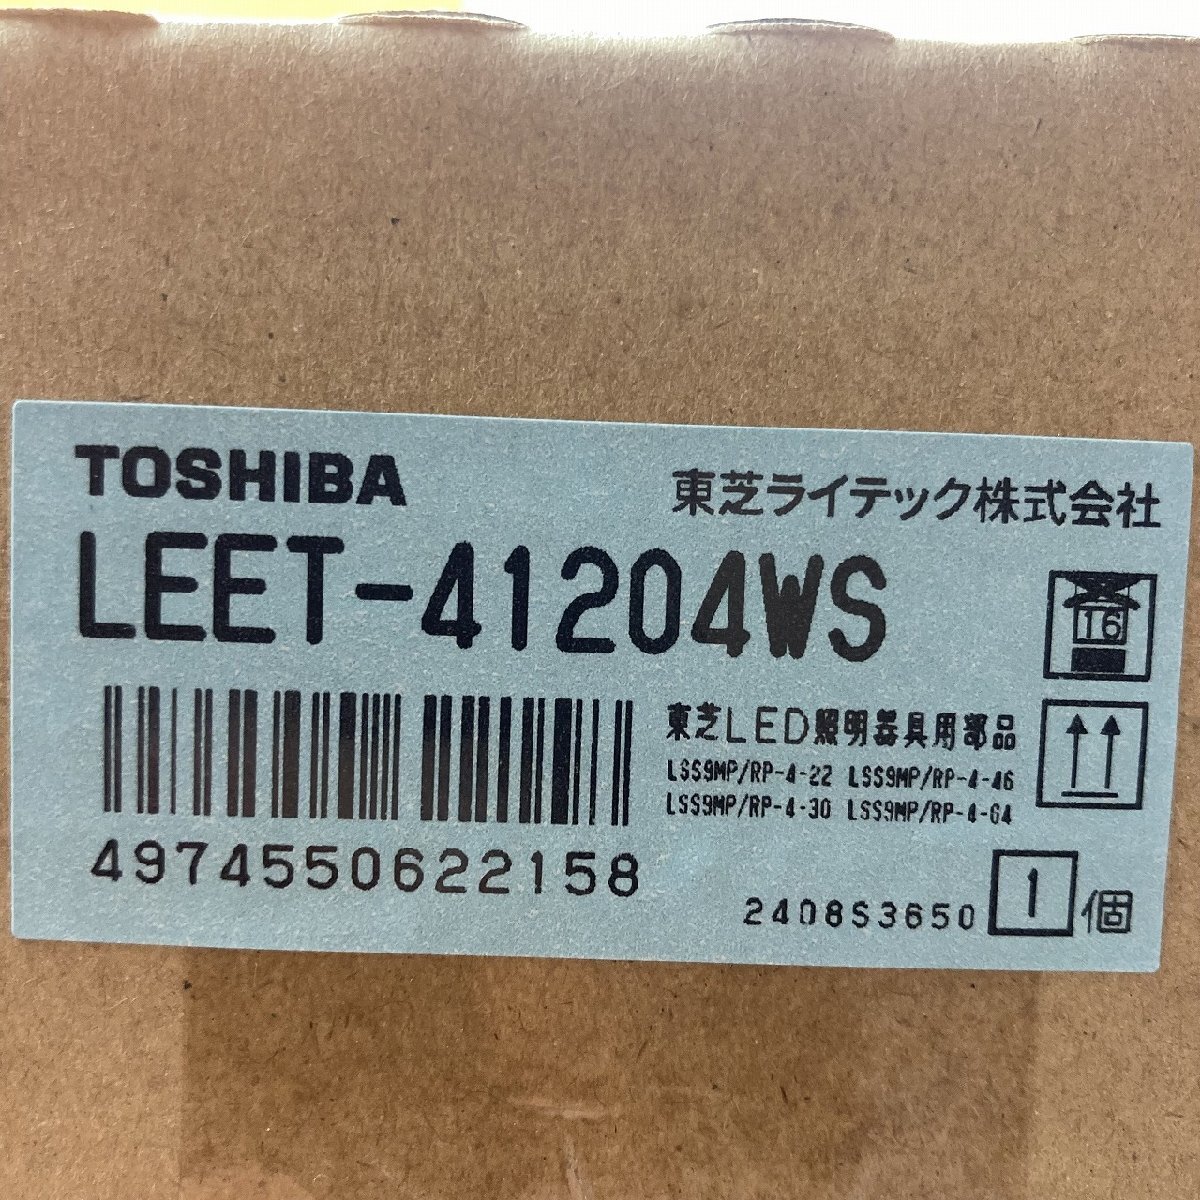 TOSHIBA
東芝ライテック株式会社
LEET-41204WS
16
東芝LED照明器具用部品
LSS9MP/RP-4-22 LSS9MP/RP-4-46
LSS9MP/RP-4-30 LSS9MP/RP-4-64
4974550622158
2408S3650 1個